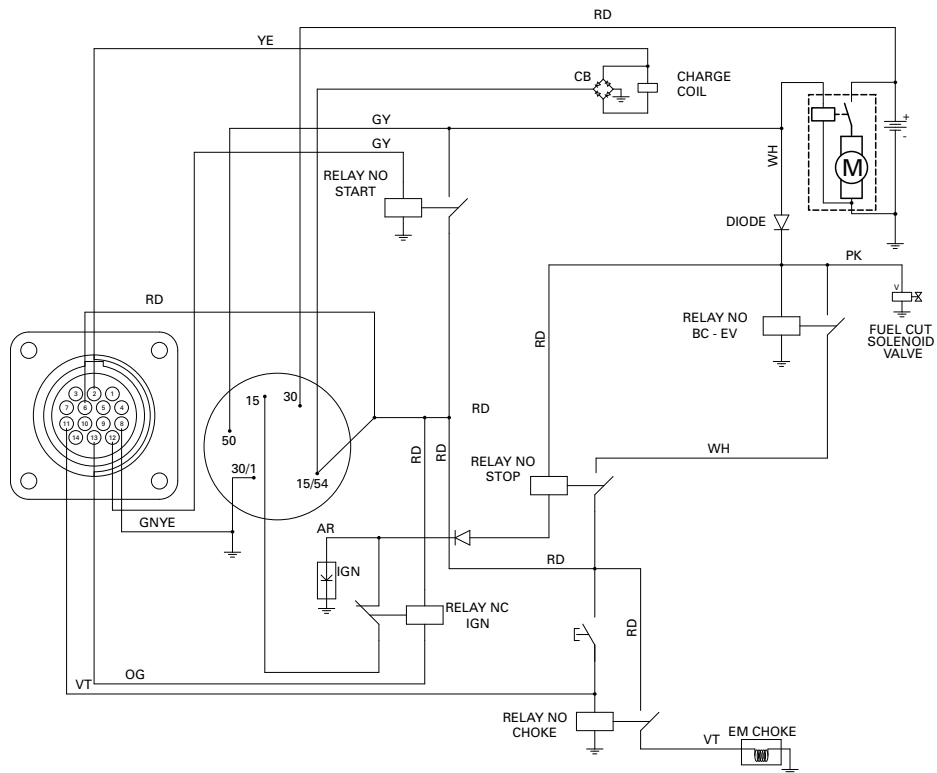 RD
YE
CB
CHARGE
COIL
GY
GY
+
-
RELAY NO
START
WH
M
DIODE
PK
RD
V
RELAY NO
BC - EV
FUEL CUT
SOLENOID
VALVE
RD
3 2 1
7 6 5 4
11 10 9 8
14 13 12
15
30
50
30/1
15/54
RD
RD
RD
WH
RELAY NO
STOP
GNYE
AR
IGN
RD
RELAY NC
IGN
RD
OG
VT
RELAY NO
CHOKE
VT
EM CHOKE